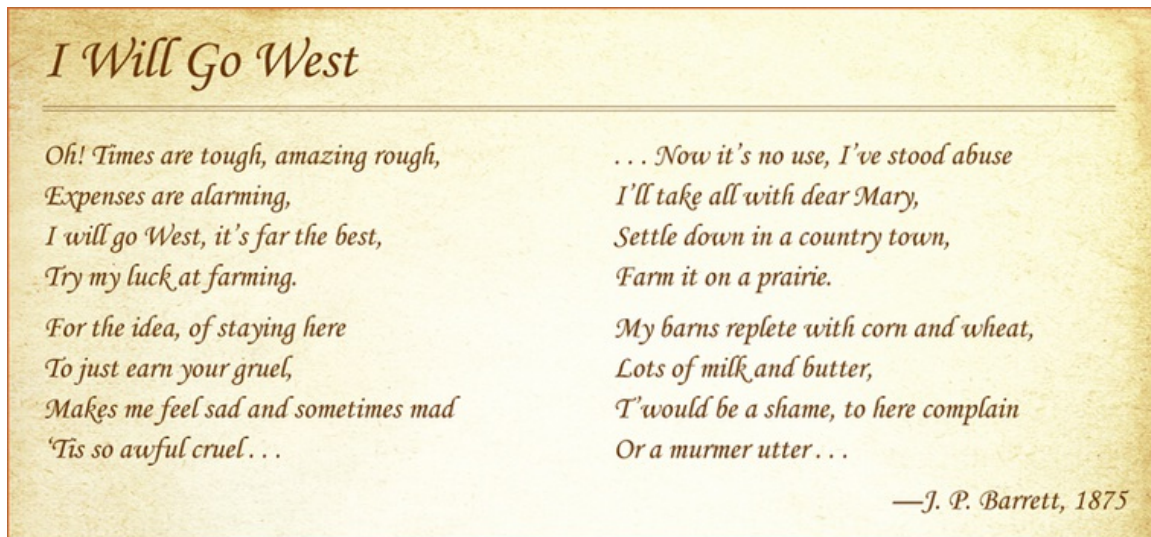 I Will Go West
Oh! Times are tough, amazing rough,
Expenses are alarming,
I will go West, it's far the best,
Try my luck at farming.
For the idea, of staying here
To just earn your gruel,
Makes me feel sad and sometimes mad
‘Tis so awful cruel . . .
. . . Now it’s no use, I’ve stood abuse
I’ll take all with dear Mary,
Settle down in a country town,
Farm it on a prairie.
My barns replete with corn and wheat,
Lots of milk and butter,
T’would be a shame, to here complain
Or a murmer utter . . .
—J. P. Barrett, 1875